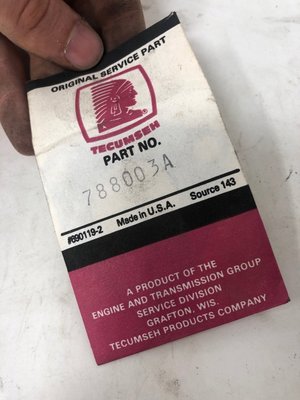 ORIGINAL SERVICE PART
TECUMSEH
PART NO.
788003A
#690119-2 Made in U.S.A. Source 143
A PRODUCT OF THE
ENGINE AND TRANSMISSION GROUP
SERVICE DIVISION
GRAFTON, WIS.
TECUMSEH PRODUCTS COMPANY